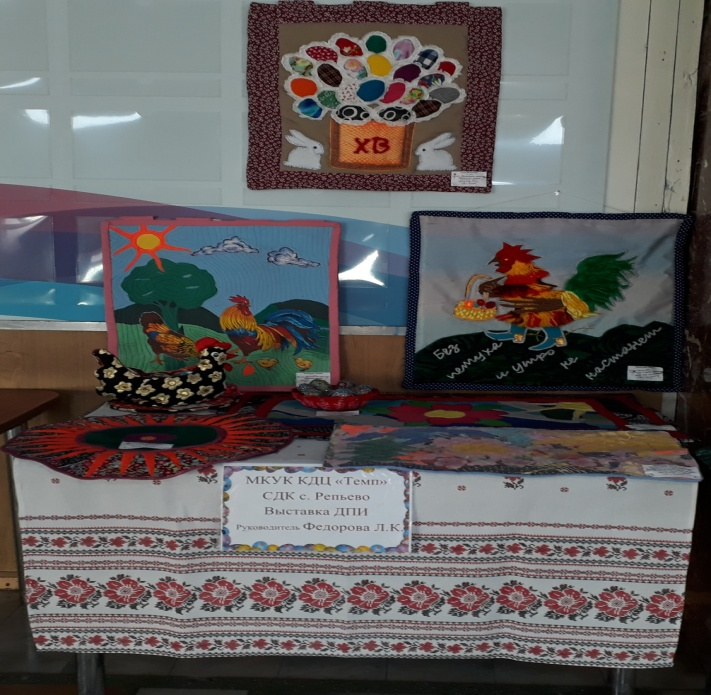 ХВ
Без
петуха
и утро не
настанет
МКУК КДЦ «Темп»
СДК с. Репьево
Выставка ДПИ
Руководитель Федорова Л.К.